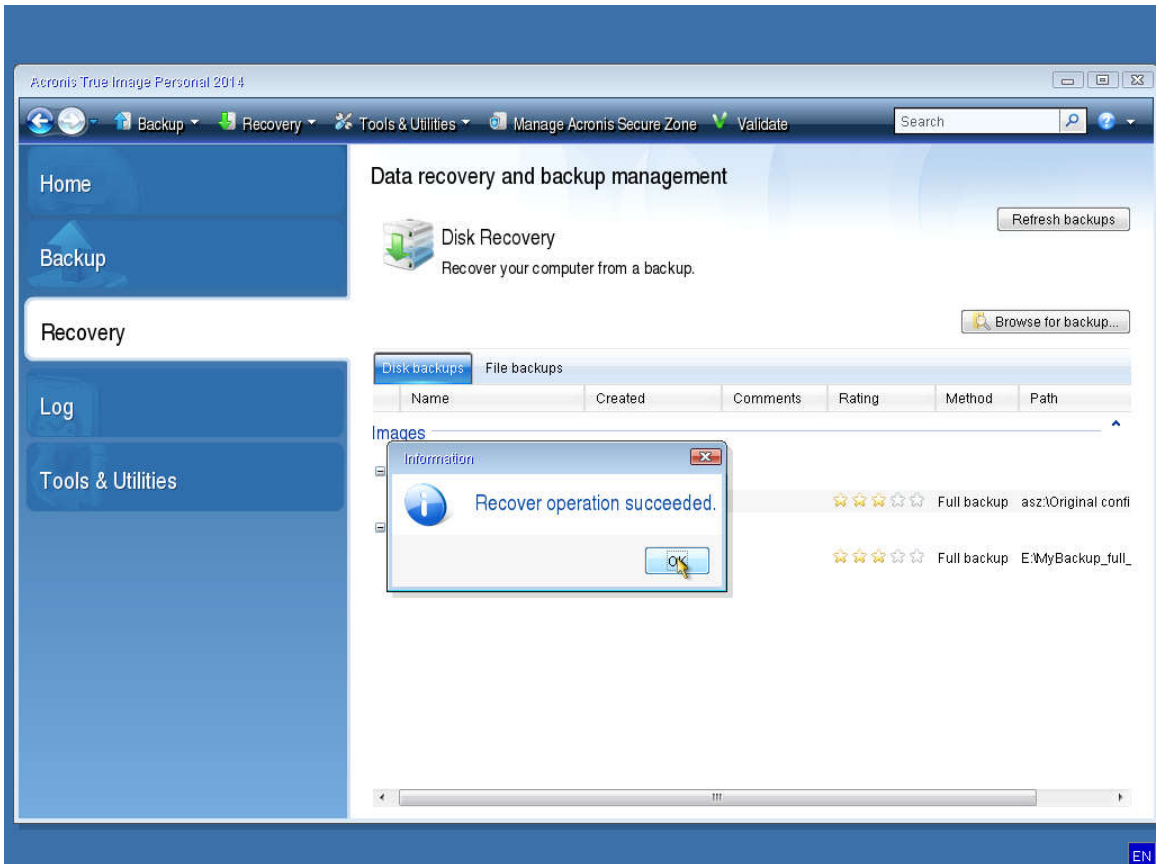 Acronis True Image Personal 2014
Backup Recovery Tools & Utilities Manage Acronis Secure Zone Validate Search
Home
Backup
Recovery
Log
Tools & Utilities
Data recovery and backup management
Refresh backups
Disk Recovery
Recover your computer from a backup.
Browse for backup...
Disk backups File backups
Name Created Comments Rating Method Path
Images
Information
Recover operation succeeded.
OK
Full backup asz:\Original confi
Full backup E:\MyBackup_full_
EN